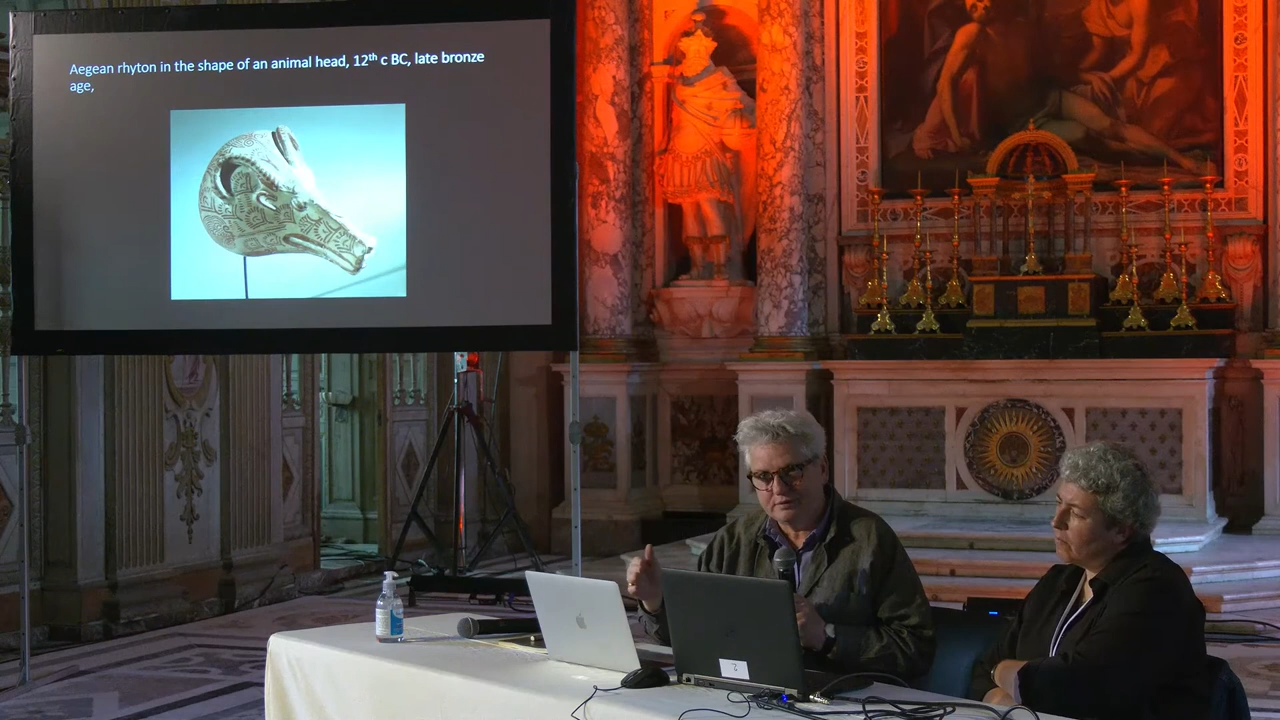 Aegean rhyton in the shape of an animal head, 12th c BC, late bronze
age,